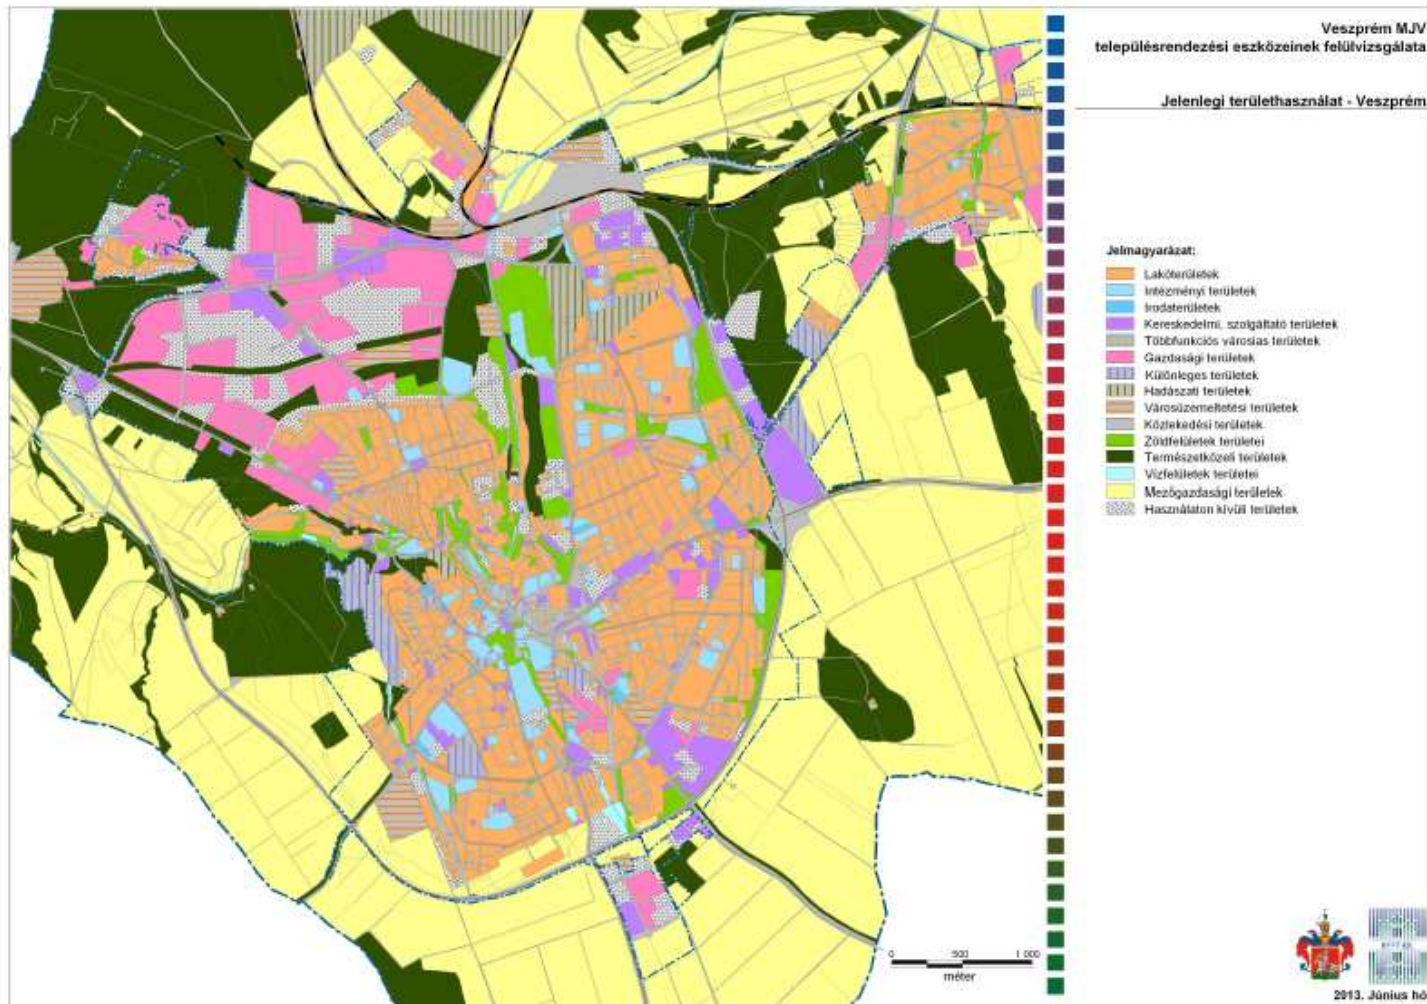 Veszprém MJV
településrendezési eszközeinek felülvizsgálata
Jelenlegi területhasználat - Veszprém
Jelmagyarázat:
Lakóterületek
Intézményi területek
Irodaterületek
Kereskedelmi, szolgáltató területek
Többfunkciós városias területek
Gazdasági területek
Különleges területek
Hadászati területek
Városüzemeltetési területek
Közlekedési területek
Zöldfelületek területei
Természetközeli területek
Vízfelületek területei
Mezőgazdasági területek
Használaton kívüli területek
0 500 1 000
méter
2013. Június hó